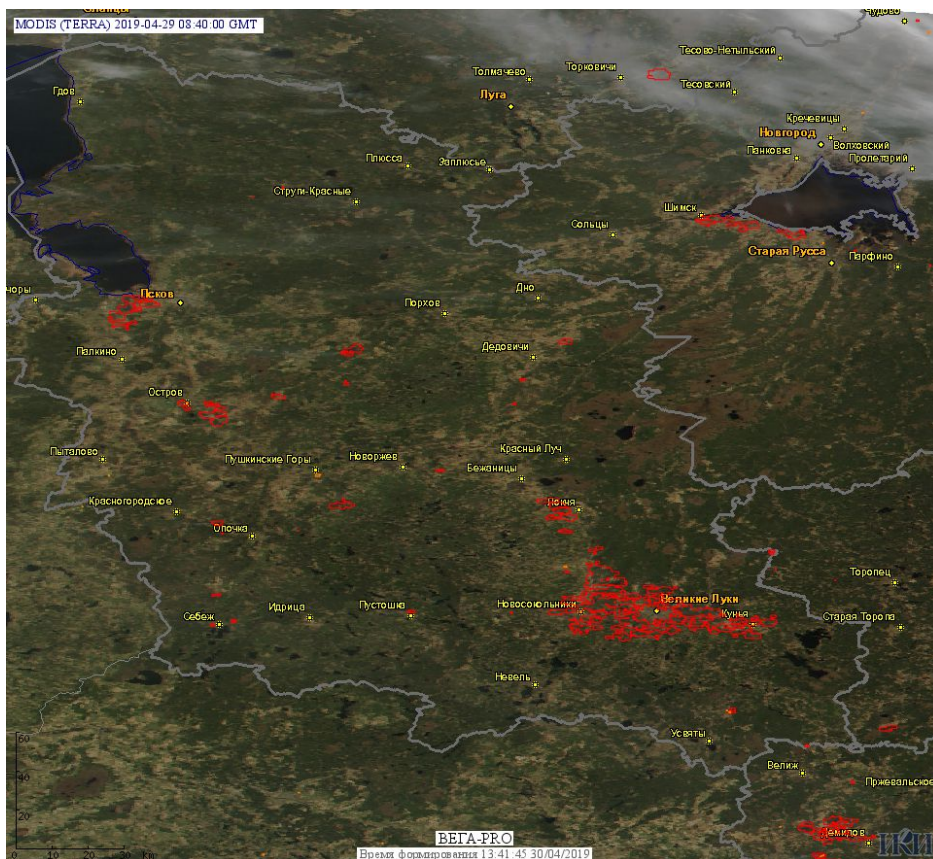 Сланцы
Чудово
MODIS (TERRA) 2019-04-29 08:40:00 GMT
Тесово-Нетыльский
Торковичи
Толмачево
Тесовский
Гдов
Луга
Кречевицы
Новгород
Волховский
Панковка
Пролетарий
Плюсса
Заплюсье
Струги-Красные
Шимск
Сольцы
Старая Русса
Парфино
Дно
Псков
Порхов
Дедовичи
Палкино
Остров
Красный Луч
Пыталово
Пушкинские Горы
Новоржев
Бежаницы
Красногородское
Локня
Опочка
Торопец
Великие Луки
Новосокольники
Идрица
Пустошка
Себеж
Кунья
Старая Торопа
Невель
Усвяты
60
Велиж
40
Пржевальское
20
Демидов
ВЕГА-PRO
ИКИ
0 10 20 30 km
Время формирования 13:41:45 30/04/2019